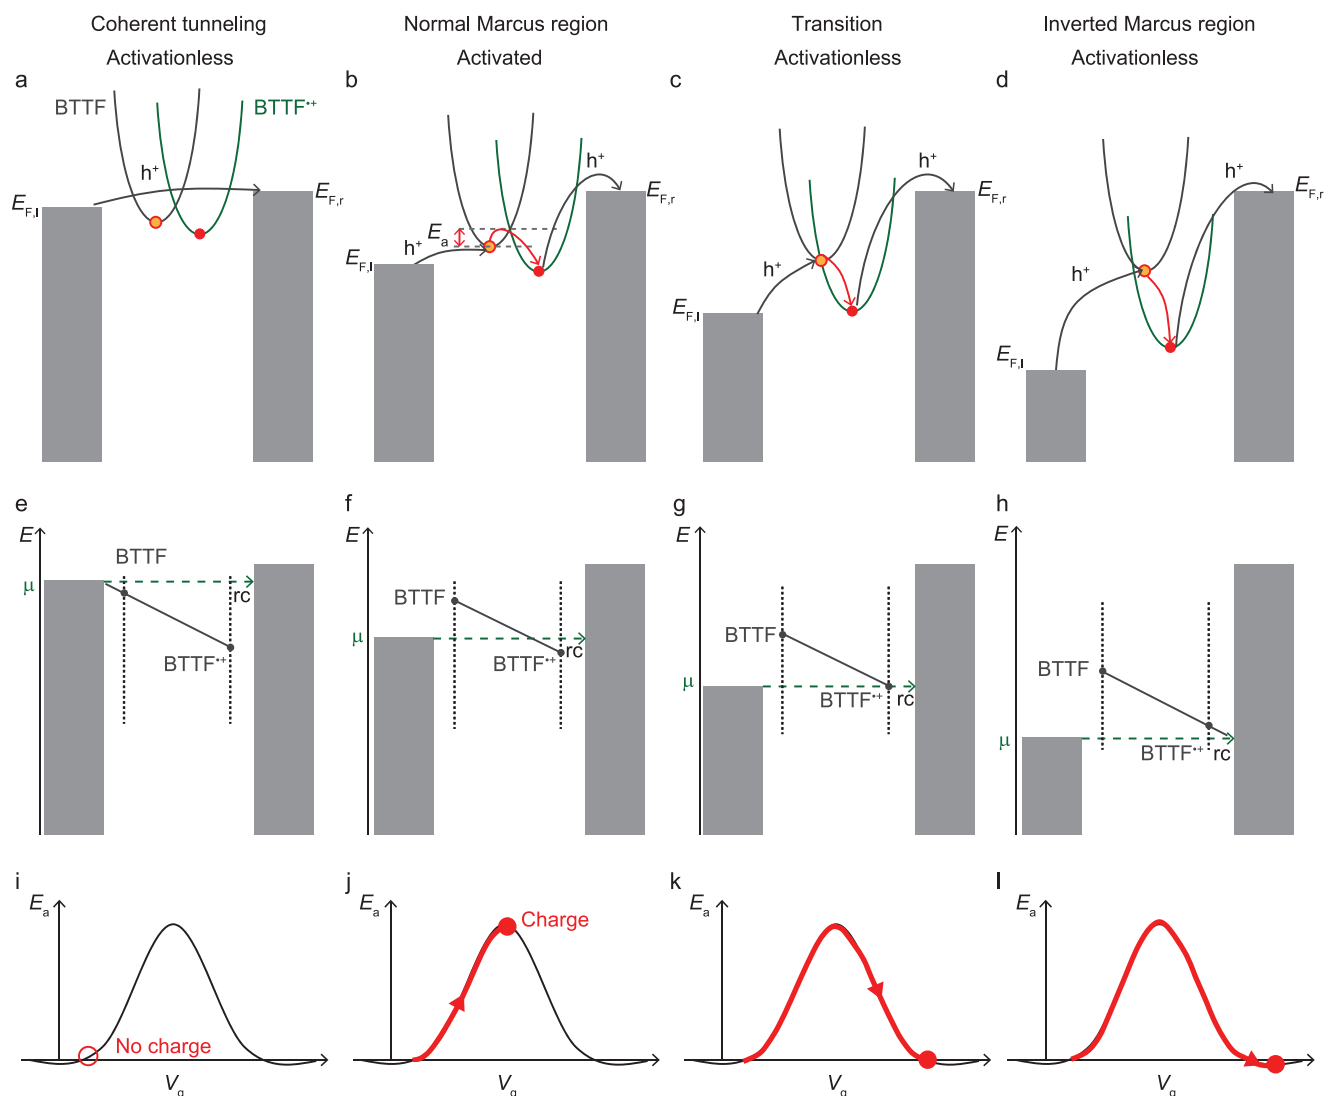 Coherent tunneling
Activationless
Normal Marcus region
Activated
Transition
Activationless
Inverted Marcus region
Activationless
a
BTTF
BTTF•+
h+
EF,l
EF,r
b
h+
Ea
h+
EF,l
EF,r
c
h+
EF,l
EF,r
d
h+
h+
EF,l
EF,r
e
E
BTTF
μ
rc
BTTF•+
f
E
BTTF
μ
rc
BTTF•+
g
E
BTTF
μ
rc
BTTF•+
h
E
BTTF
μ
rc
BTTF•+
i
Ea
No charge
Vg
j
Ea
Charge
Vg
k
Ea
Vg
l
Ea
Vg